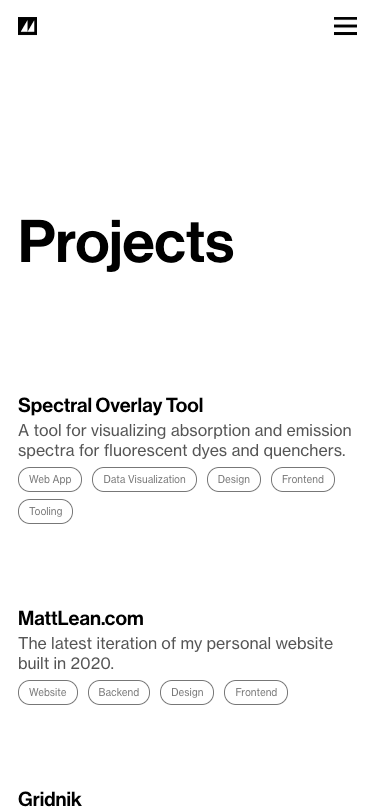 Projects
Spectral Overlay Tool
A tool for visualizing absorption and emission
spectra for fluorescent dyes and quenchers.
Web App Data Visualization Design Frontend
Tooling
MattLean.com
The latest iteration of my personal website
built in 2020.
Website Backend Design Frontend
Gridnik